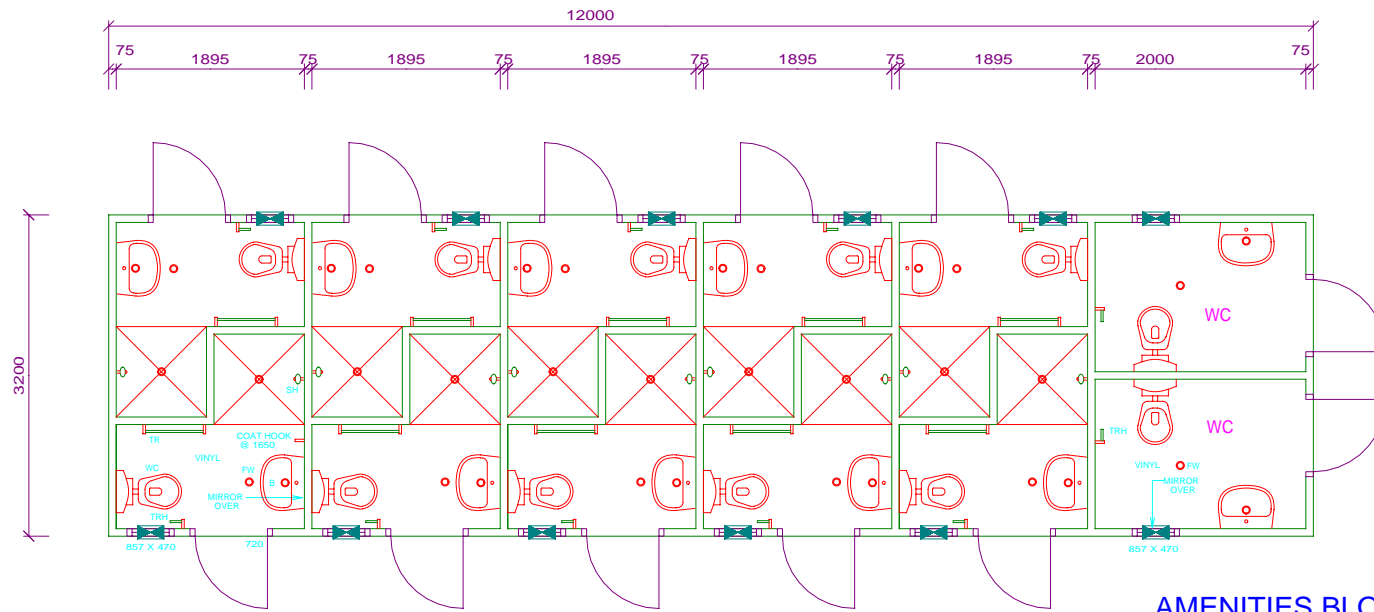 12000
75 1895 75 1895 75 1895 75 1895 75 1895 75 2000 75
3200
WC
SH
TR
COAT HOOK
@ 1650
VINYL
WC
FW
B
MIRROR
OVER
TRH
857 X 470
720
WC
TRH
VINYL
FW
MIRROR
OVER
857 X 470
AMENITIES